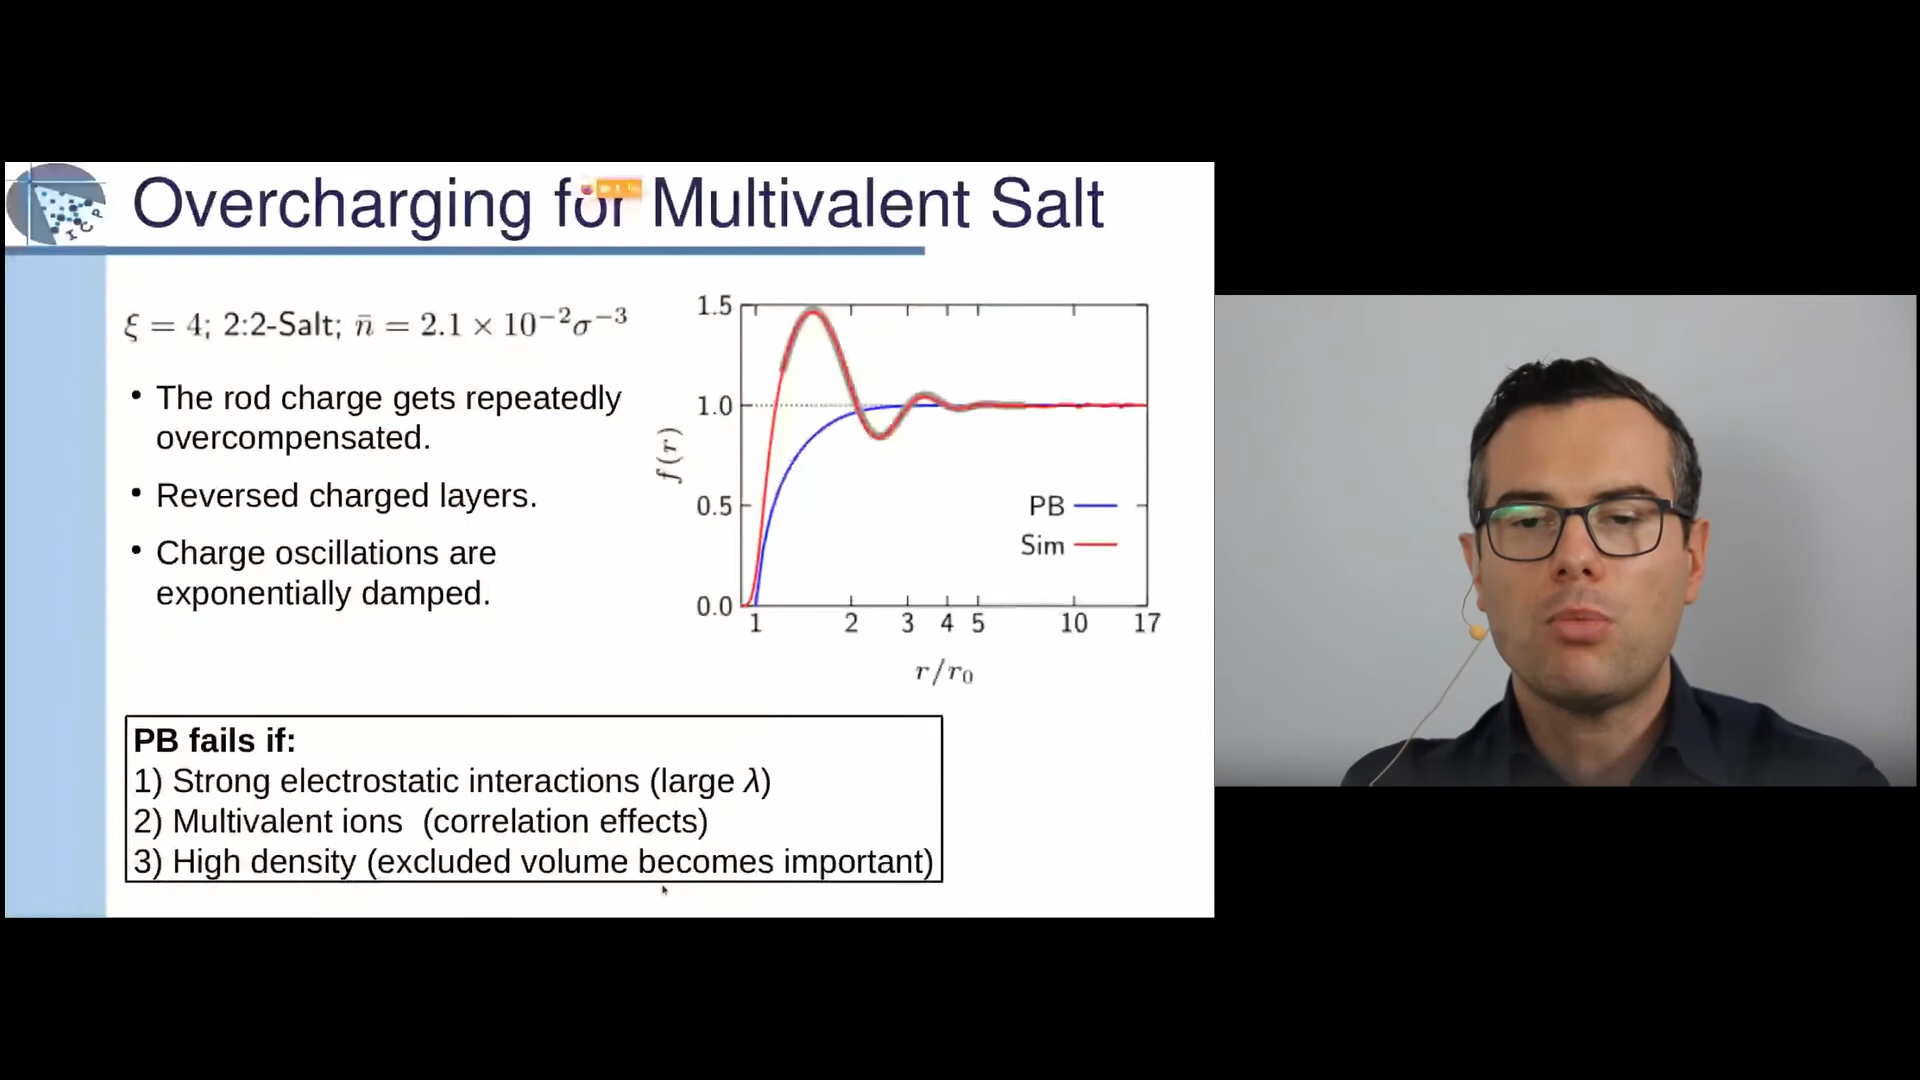 ICP
Overcharging for Multivalent Salt
ξ = 4; 2:2-Salt; n̄ = 2.1 × 10⁻²σ⁻³
• The rod charge gets repeatedly
overcompensated.
• Reversed charged layers.
• Charge oscillations are
exponentially damped.
1.5
1.0
0.5
0.0
f(r)
PB
Sim
1 2 3 4 5 10 17
r/r₀
PB fails if:
1) Strong electrostatic interactions (large λ)
2) Multivalent ions (correlation effects)
3) High density (excluded volume becomes important)